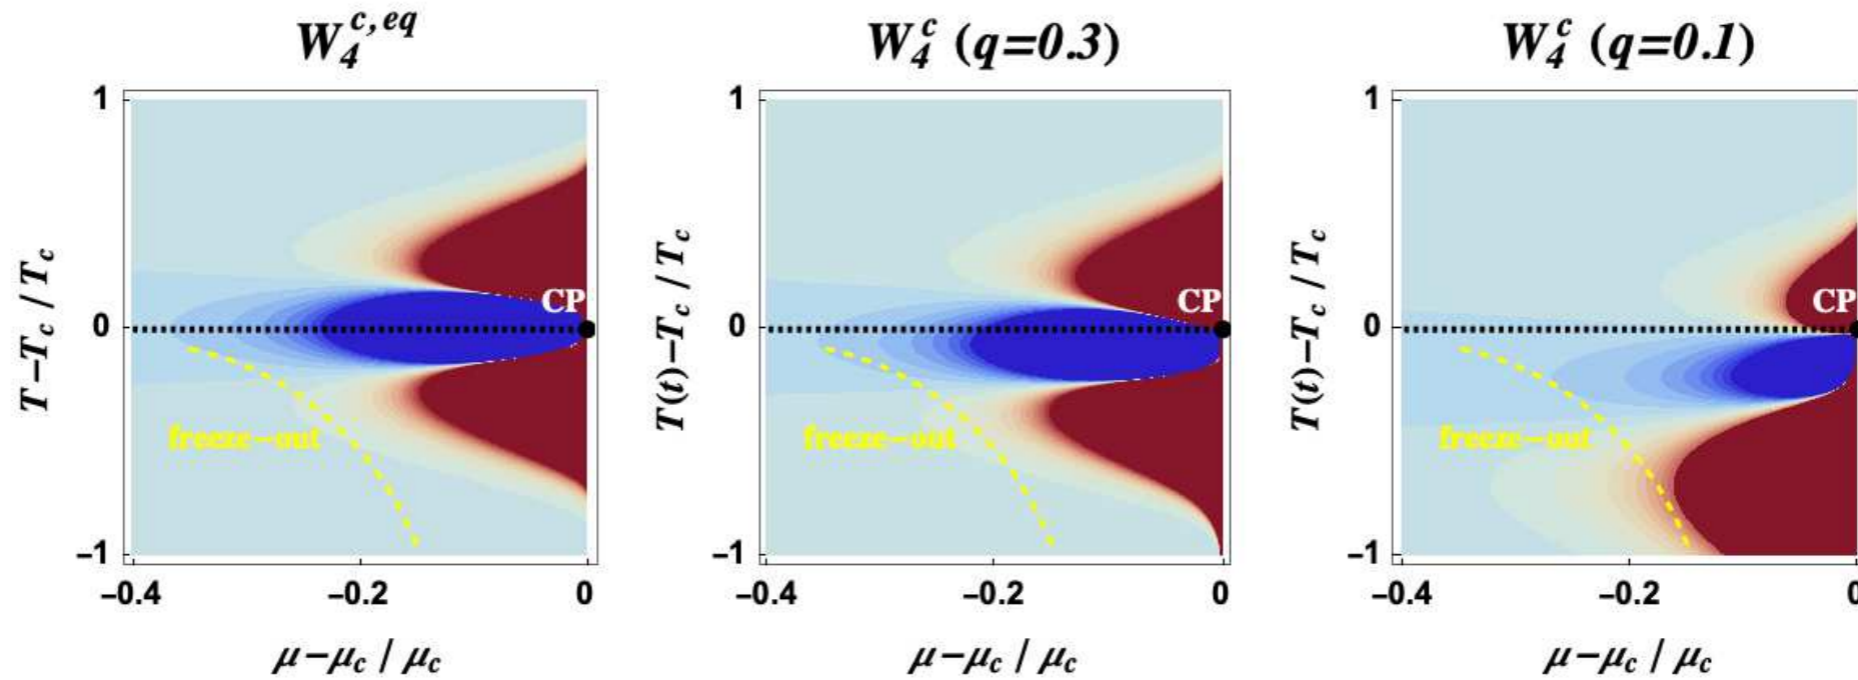 W_4^{c,eq}
W_4^c (q=0.3)
W_4^c (q=0.1)
1
0
−1
T−T_c / T_c
CP
freeze−out
−0.4
−0.2
0
μ−μ_c / μ_c
1
0
−1
T(t)−T_c / T_c
CP
freeze−out
−0.4
−0.2
0
μ−μ_c / μ_c
1
0
−1
T(t)−T_c / T_c
CP
freeze−out
−0.4
−0.2
0
μ−μ_c / μ_c